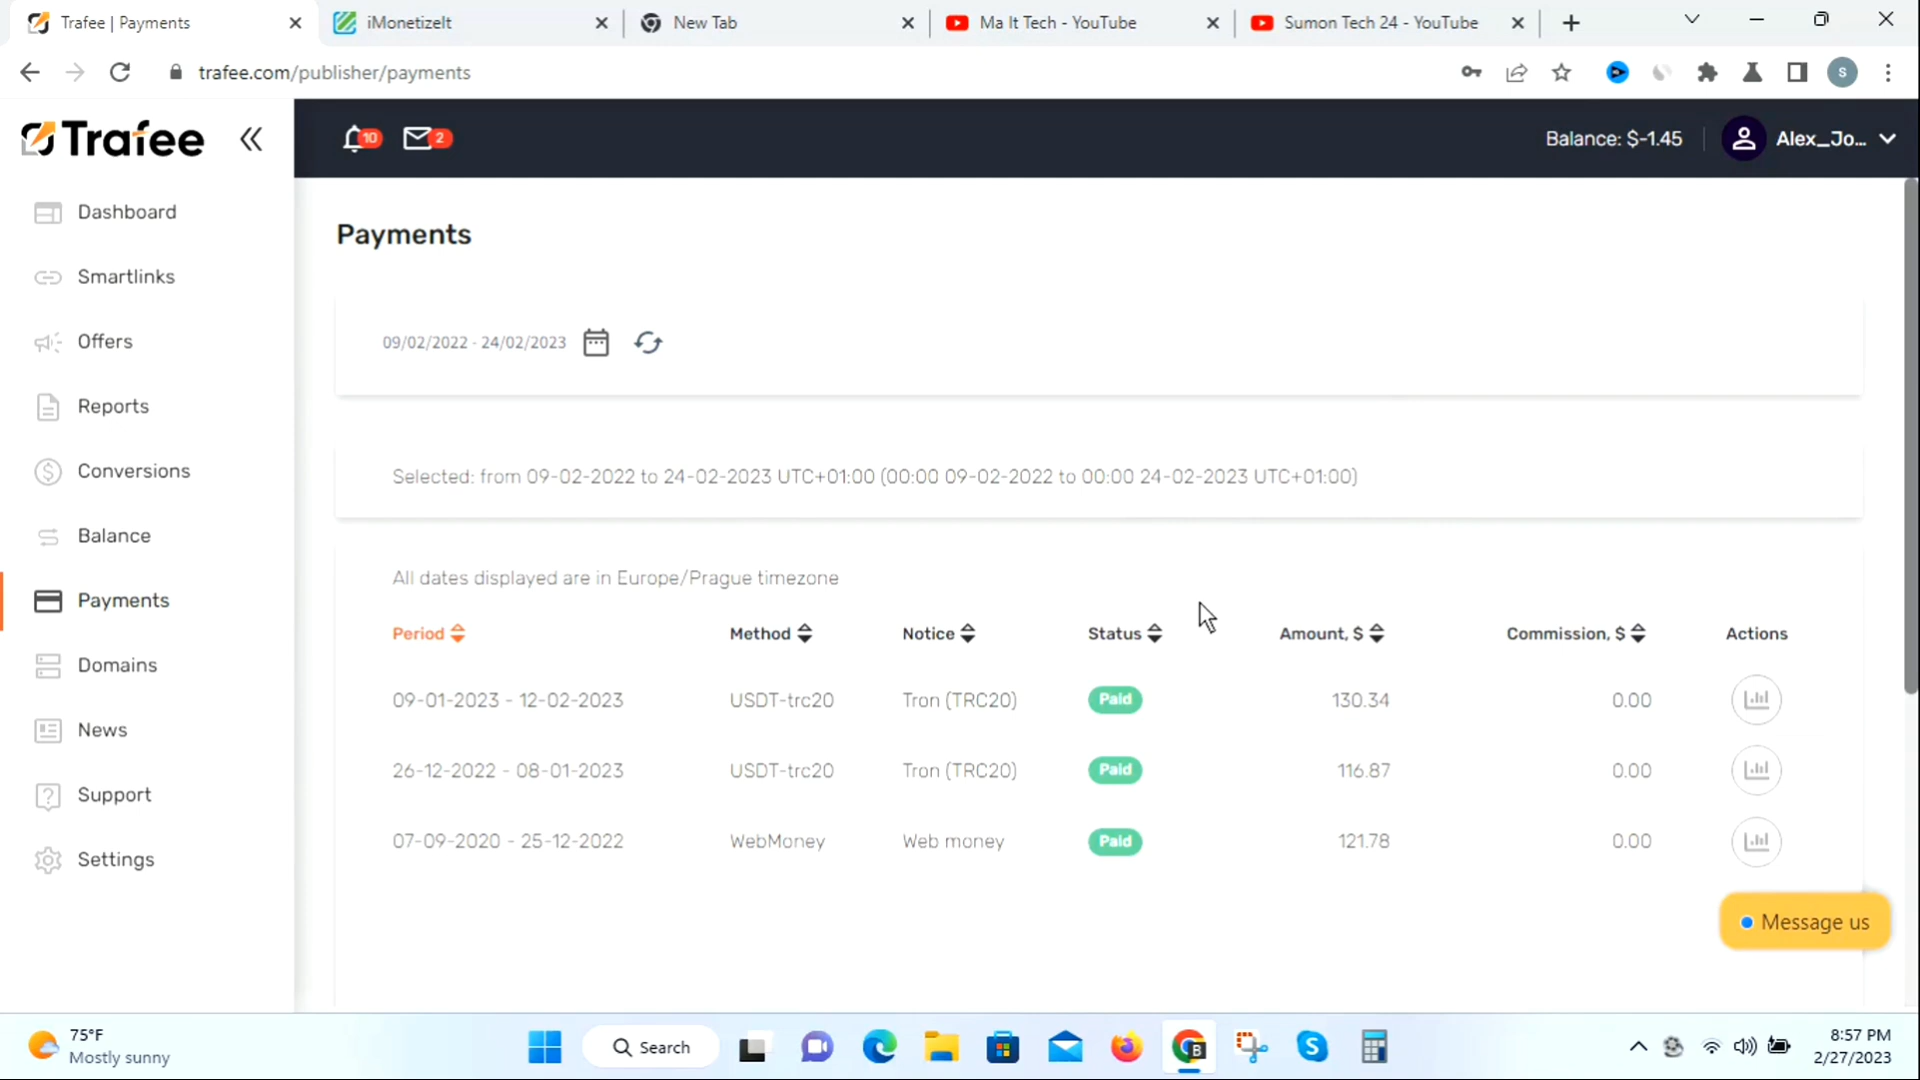 Trafee | Payments
iMonetizeIt
New Tab
Ma It Tech - YouTube
Sumon Tech 24 - YouTube
trafee.com/publisher/payments
S
Trafee
10
2
Balance: $-1.45
Alex_Jo...
Dashboard
Smartlinks
Offers
Reports
Conversions
Balance
Payments
Domains
News
Support
Settings
Payments
09/02/2022 - 24/02/2023
Selected: from 09-02-2022 to 24-02-2023 UTC+01:00 (00:00 09-02-2022 to 00:00 24-02-2023 UTC+01:00)
All dates displayed are in Europe/Prague timezone
Period Method Notice Status Amount, $ Commission, $ Actions
09-01-2023 - 12-02-2023 USDT-trc20 Tron (TRC20) Paid 130.34 0.00
26-12-2022 - 08-01-2023 USDT-trc20 Tron (TRC20) Paid 116.87 0.00
07-09-2020 - 25-12-2022 WebMoney Web money Paid 121.78 0.00
Message us
75°F
Mostly sunny
Search
B
S
8:57 PM
2/27/2023